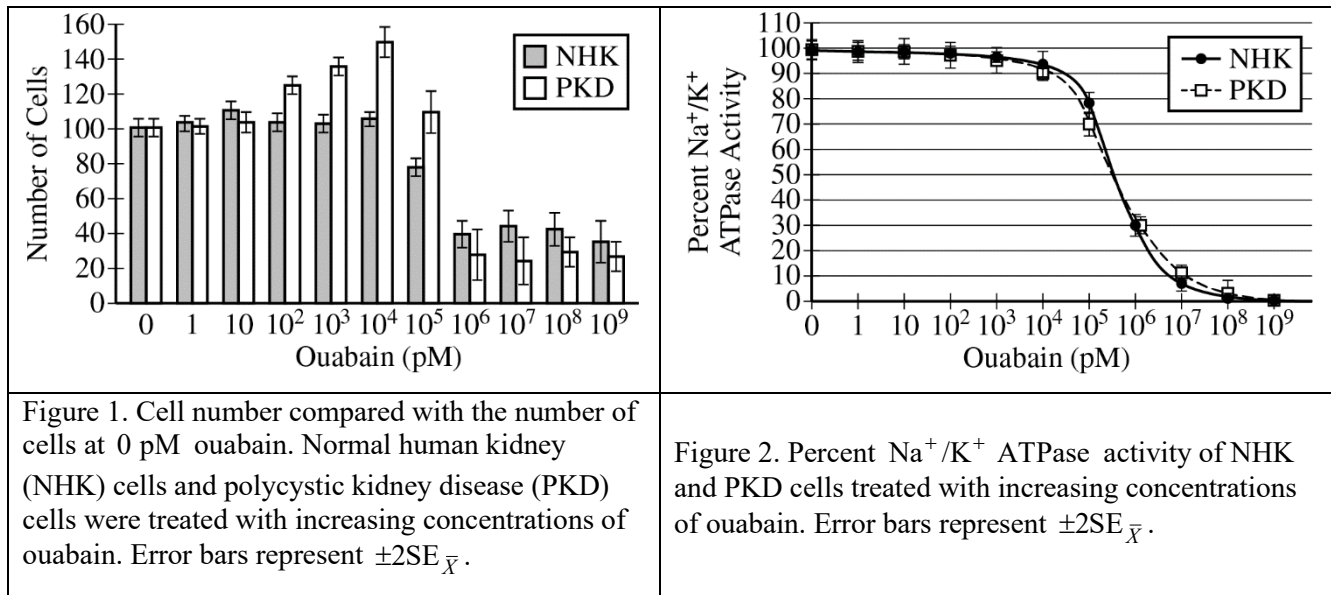 160
140
120
100
80
60
40
20
0
Number of Cells
NHK
PKD
0 1 10 10² 10³ 10⁴ 10⁵ 10⁶ 10⁷ 10⁸ 10⁹
Ouabain (pM)
110
100
90
80
70
60
50
40
30
20
10
0
Percent Na⁺/K⁺
ATPase Activity
NHK
PKD
0 1 10 10² 10³ 10⁴ 10⁵ 10⁶ 10⁷ 10⁸ 10⁹
Ouabain (pM)
Figure 1. Cell number compared with the number of
cells at 0 pM ouabain. Normal human kidney
(NHK) cells and polycystic kidney disease (PKD)
cells were treated with increasing concentrations of
ouabain. Error bars represent ±2SE_X̅.
Figure 2. Percent Na⁺/K⁺ ATPase activity of NHK
and PKD cells treated with increasing concentrations
of ouabain. Error bars represent ±2SE_X̅.